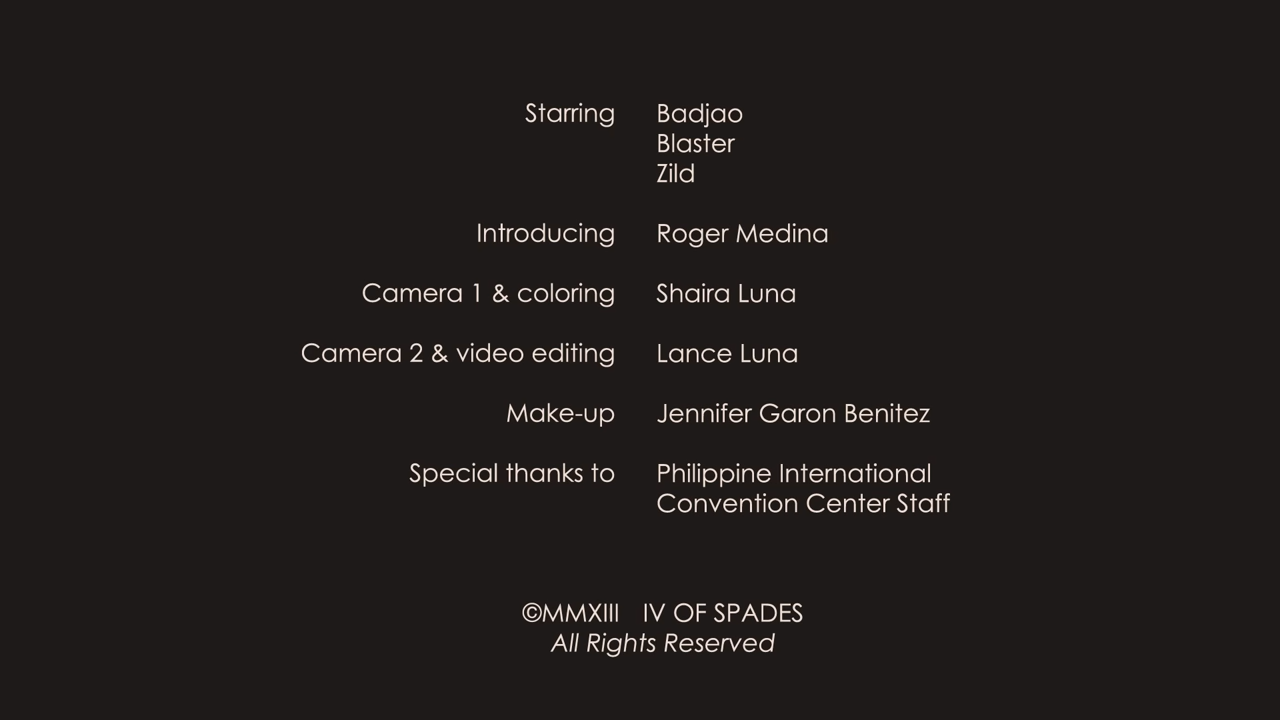 Starring Badjao
Blaster
Zild
Introducing Roger Medina
Camera 1 & coloring Shaira Luna
Camera 2 & video editing Lance Luna
Make-up Jennifer Garon Benitez
Special thanks to Philippine International
Convention Center Staff
©MMXIII IV OF SPADES
All Rights Reserved